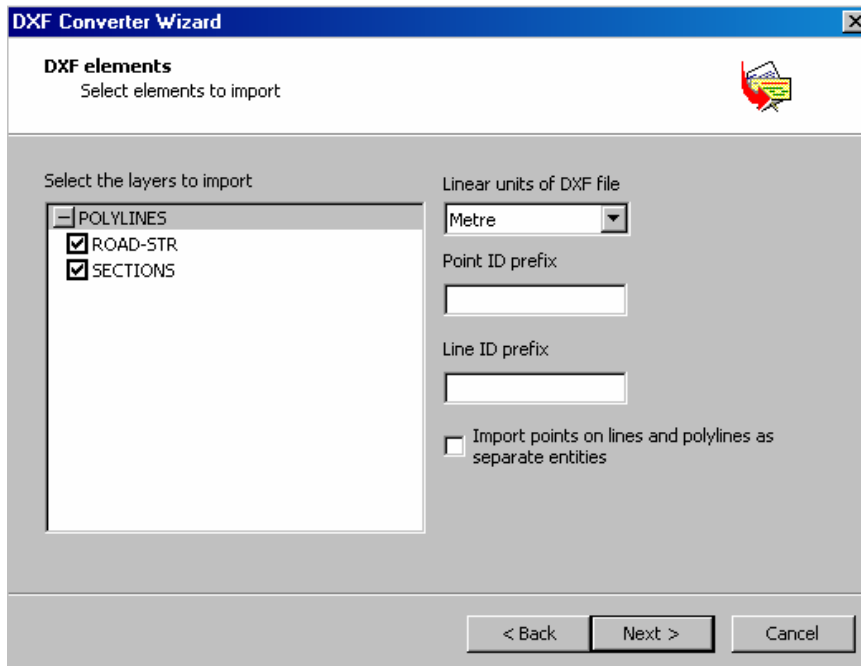 DXF Converter Wizard
DXF elements
Select elements to import
Select the layers to import
POLYLINES
ROAD-STR
SECTIONS
Linear units of DXF file
Metre
Point ID prefix
Line ID prefix
Import points on lines and polylines as
separate entities
< Back
Next >
Cancel